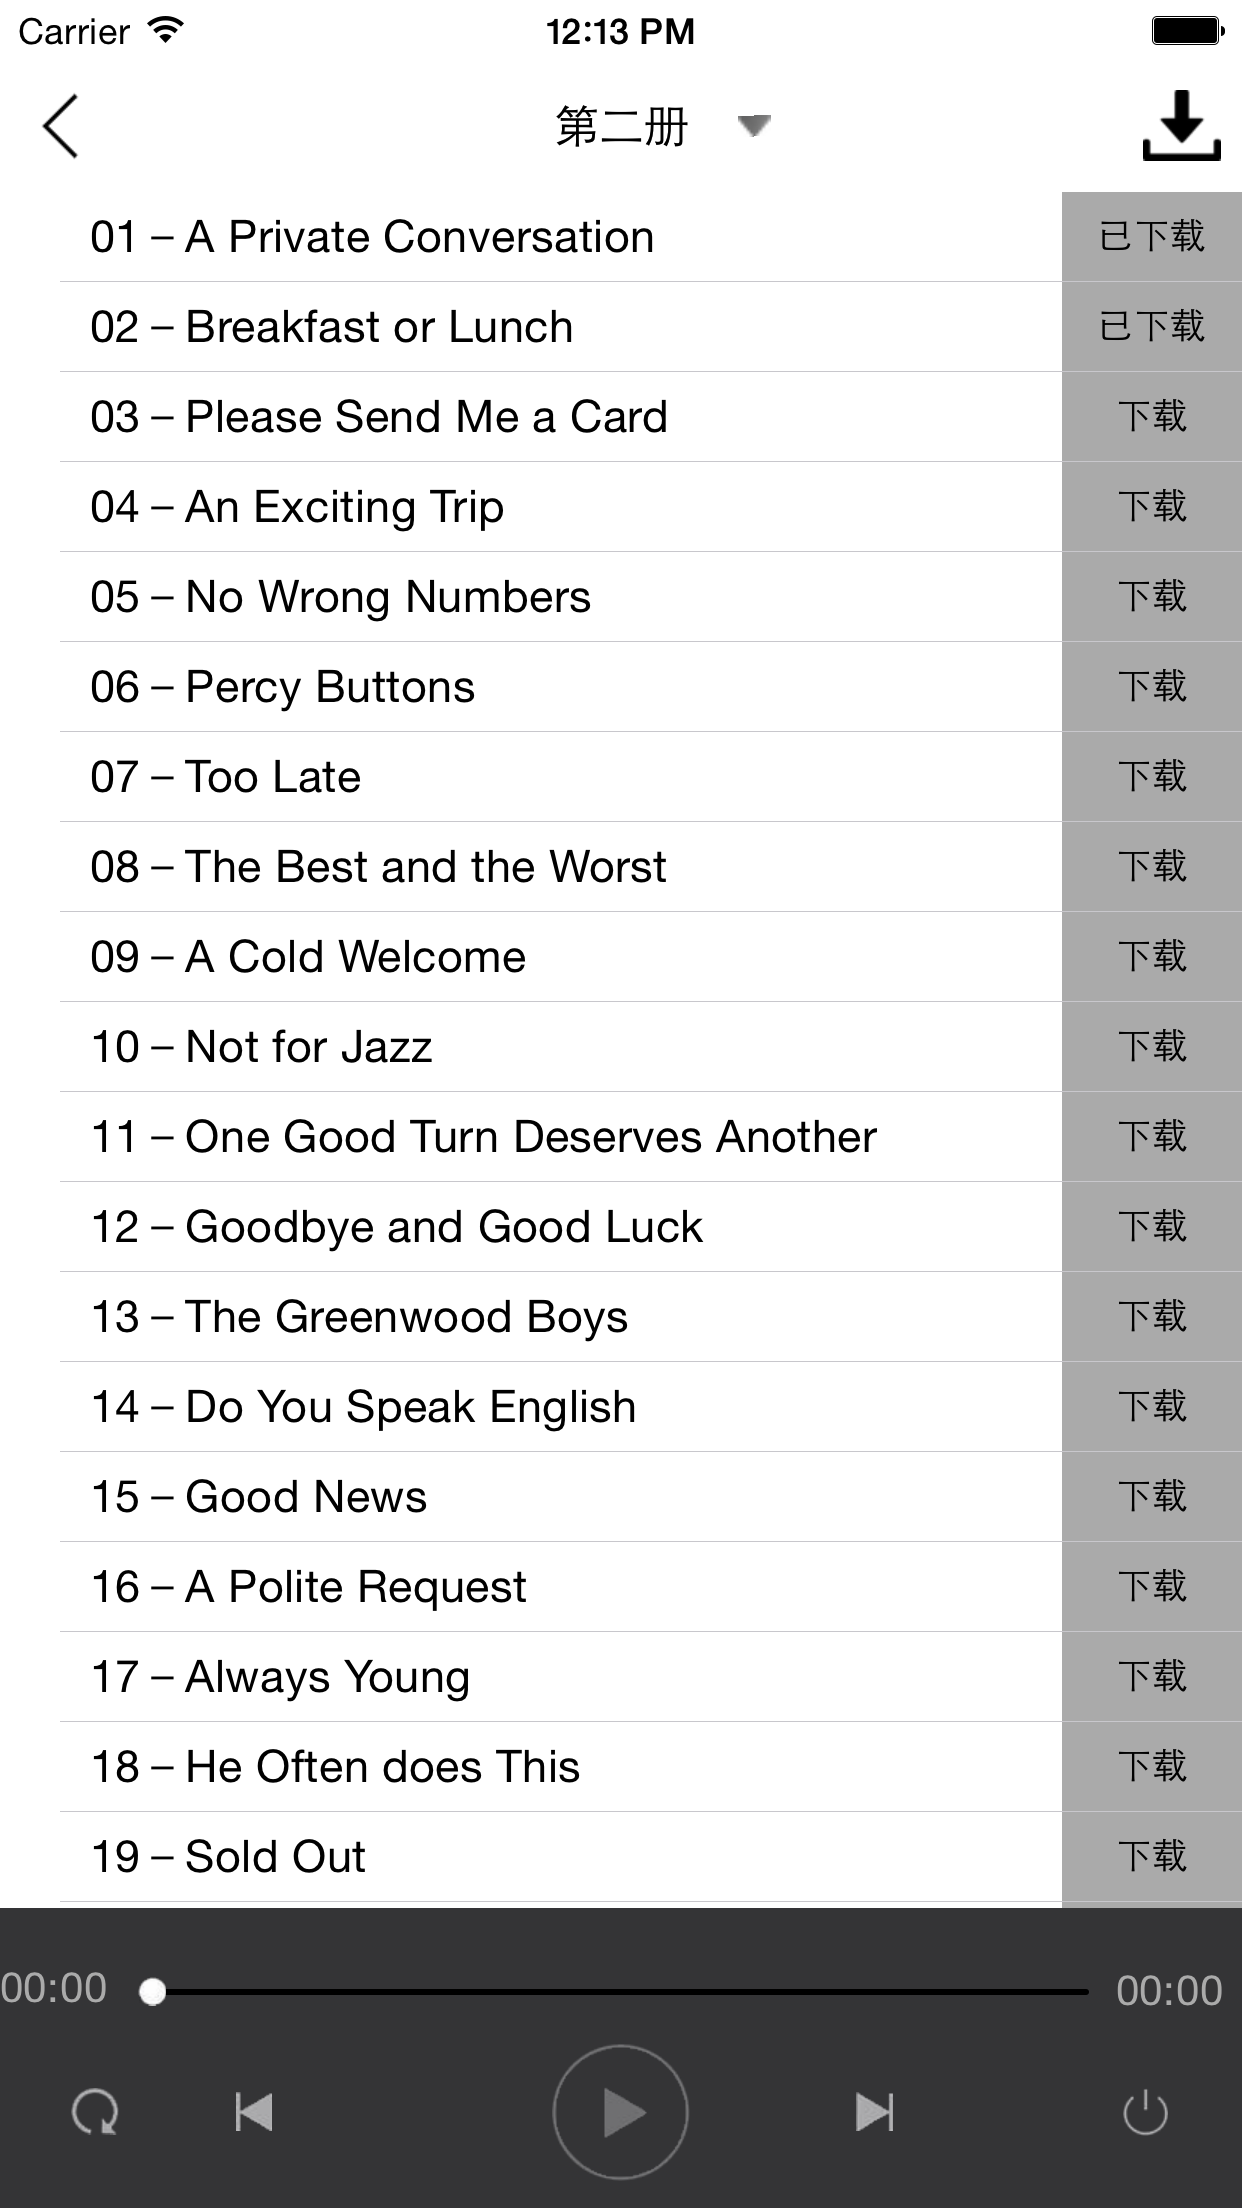 Carrier 12:13 PM
第二册
01 – A Private Conversation 已下载
02 – Breakfast or Lunch 已下载
03 – Please Send Me a Card 下载
04 – An Exciting Trip 下载
05 – No Wrong Numbers 下载
06 – Percy Buttons 下载
07 – Too Late 下载
08 – The Best and the Worst 下载
09 – A Cold Welcome 下载
10 – Not for Jazz 下载
11 – One Good Turn Deserves Another 下载
12 – Goodbye and Good Luck 下载
13 – The Greenwood Boys 下载
14 – Do You Speak English 下载
15 – Good News 下载
16 – A Polite Request 下载
17 – Always Young 下载
18 – He Often does This 下载
19 – Sold Out 下载
00:00 00:00